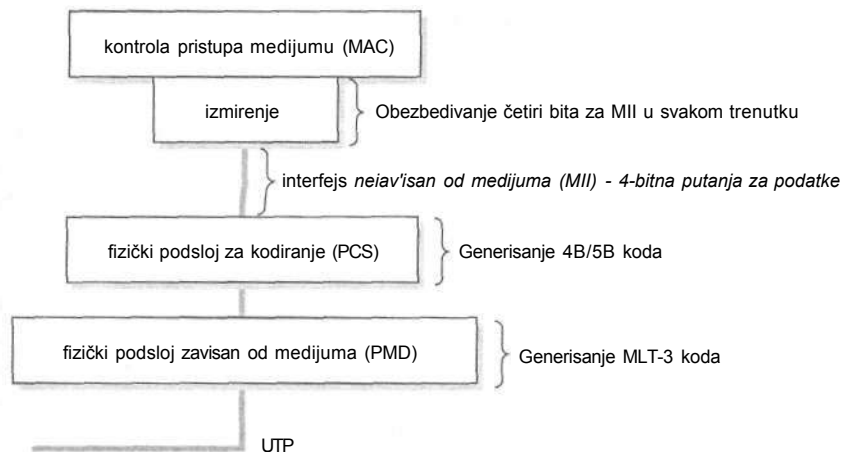 kontrola pristupa medijumu (MAC)
izmirenje
Obezbedivanje četiri bita za MII u svakom trenutku
interfejs neiav'isan od medijuma (MII) - 4-bitna putanja za podatke
fizički podsloj za kodiranje (PCS)
Generisanje 4B/5B koda
fizički podsloj zavisan od medijuma (PMD)
Generisanje MLT-3 koda
UTP